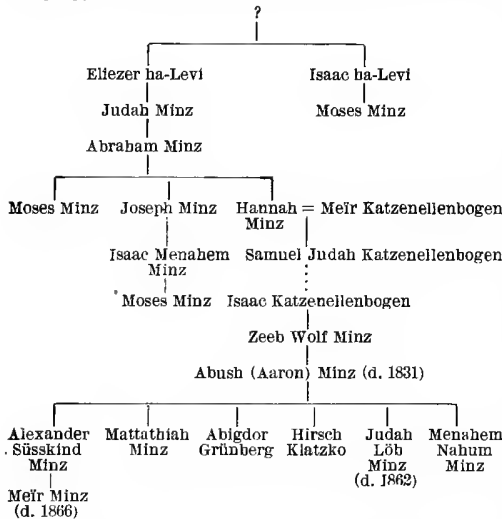 ?
Eliezer ha-Levi Isaac ha-Levi
Judah Minz Moses Minz
Abraham Minz
Moses Minz Joseph Minz Hannah = Meïr Katzenellenbogen
Minz
Isaac Menahem Samuel Judah Katzenellenbogen
Minz
Moses Minz Isaac Katzenellenbogen
Zeeb Wolf Minz
Abush (Aaron) Minz (d. 1831)
Alexander Mattathiah Abigdor Hirsch Judah Menahem
Süsskind Minz Grünberg Klatzko Löb Nahum
Minz Minz Minz
(d. 1862)
Meïr Minz
(d. 1866)